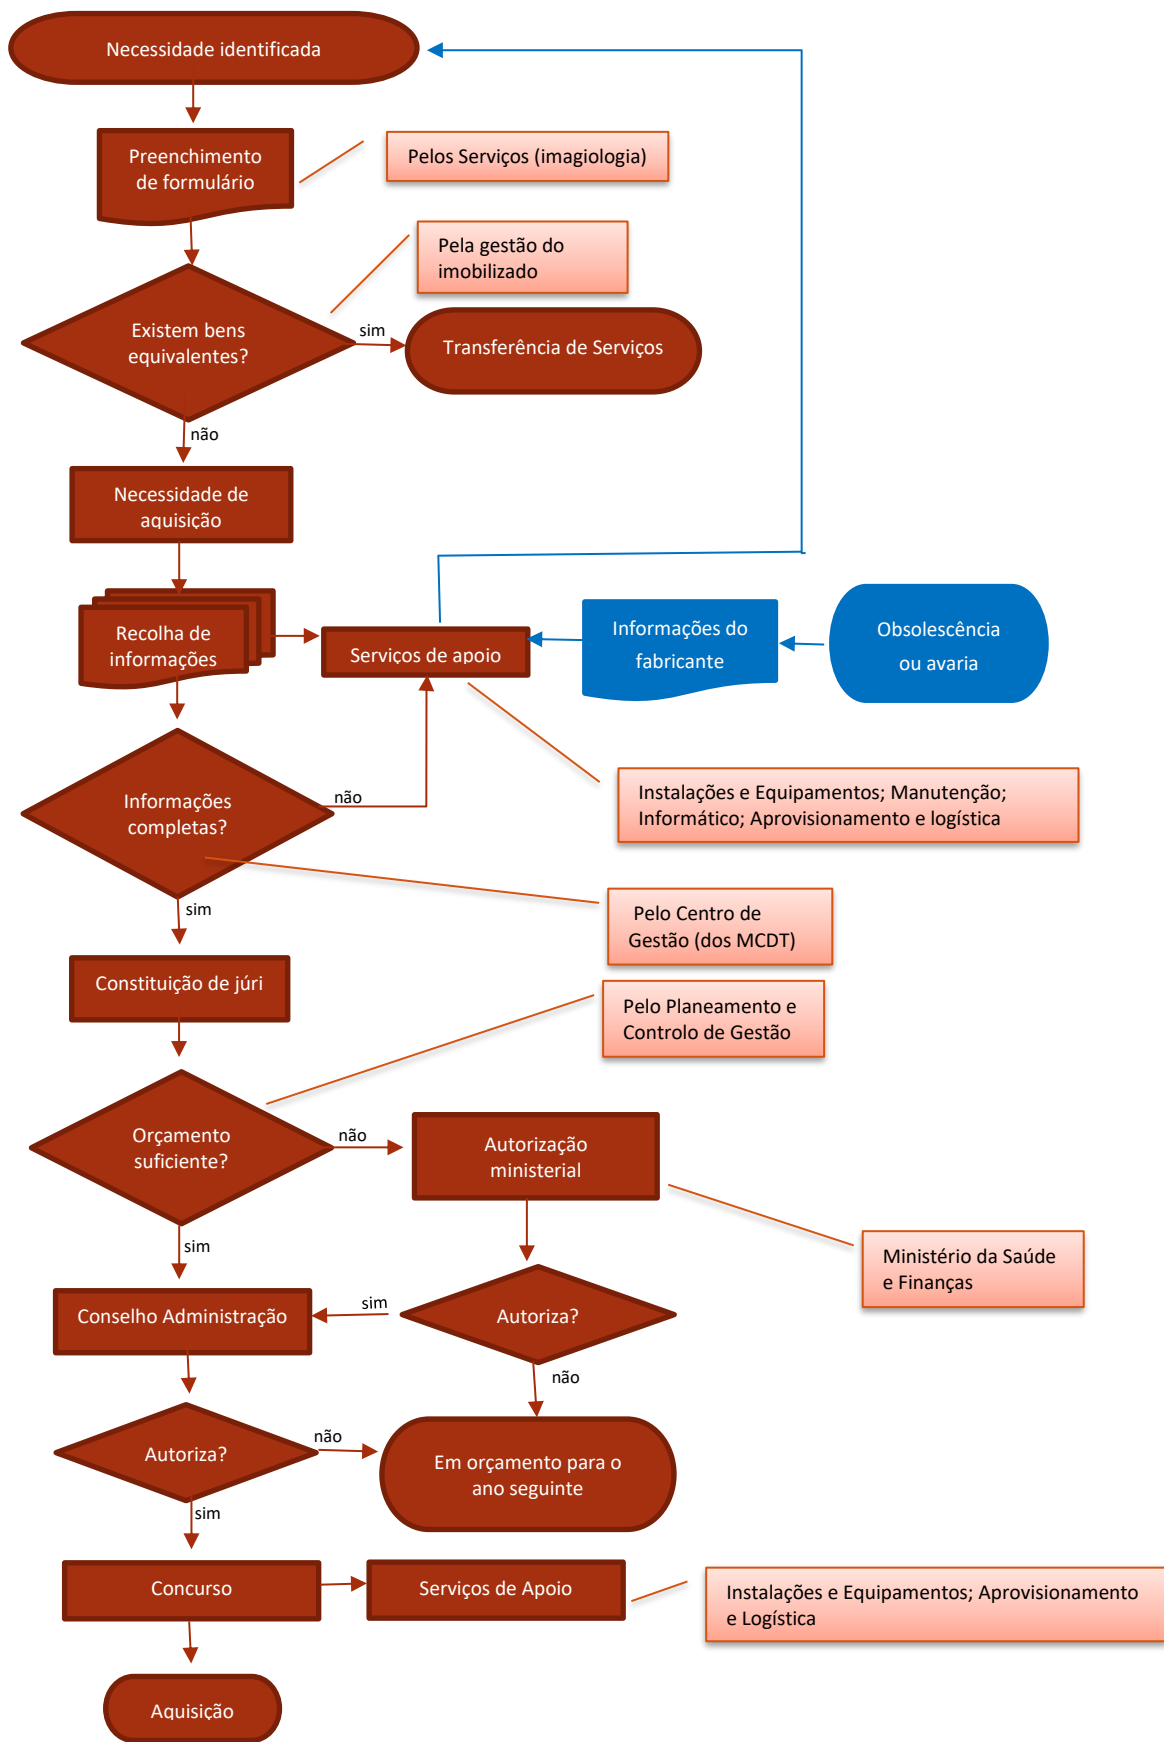 Necessidade identificada
Preenchimento
de formulário
Pelos Serviços (imagiologia)
Pela gestão do
imobilizado
Existem bens
equivalentes?
sim
Transferência de Serviços
não
Necessidade de
aquisição
Recolha de
informações
Serviços de apoio
Informações do
fabricante
Obsolescência
ou avaria
Informações
completas?
não
Instalações e Equipamentos; Manutenção;
Informático; Aprovisionamento e logística
sim
Pelo Centro de
Gestão (dos MCDT)
Constituição de júri
Pelo Planeamento e
Controlo de Gestão
Orçamento
suficiente?
não
Autorização
ministerial
sim
Ministério da Saúde
e Finanças
Conselho Administração
sim
Autoriza?
não
Autoriza?
não
Em orçamento para o
ano seguinte
sim
Concurso
Serviços de Apoio
Instalações e Equipamentos; Aprovisionamento
e Logística
Aquisição